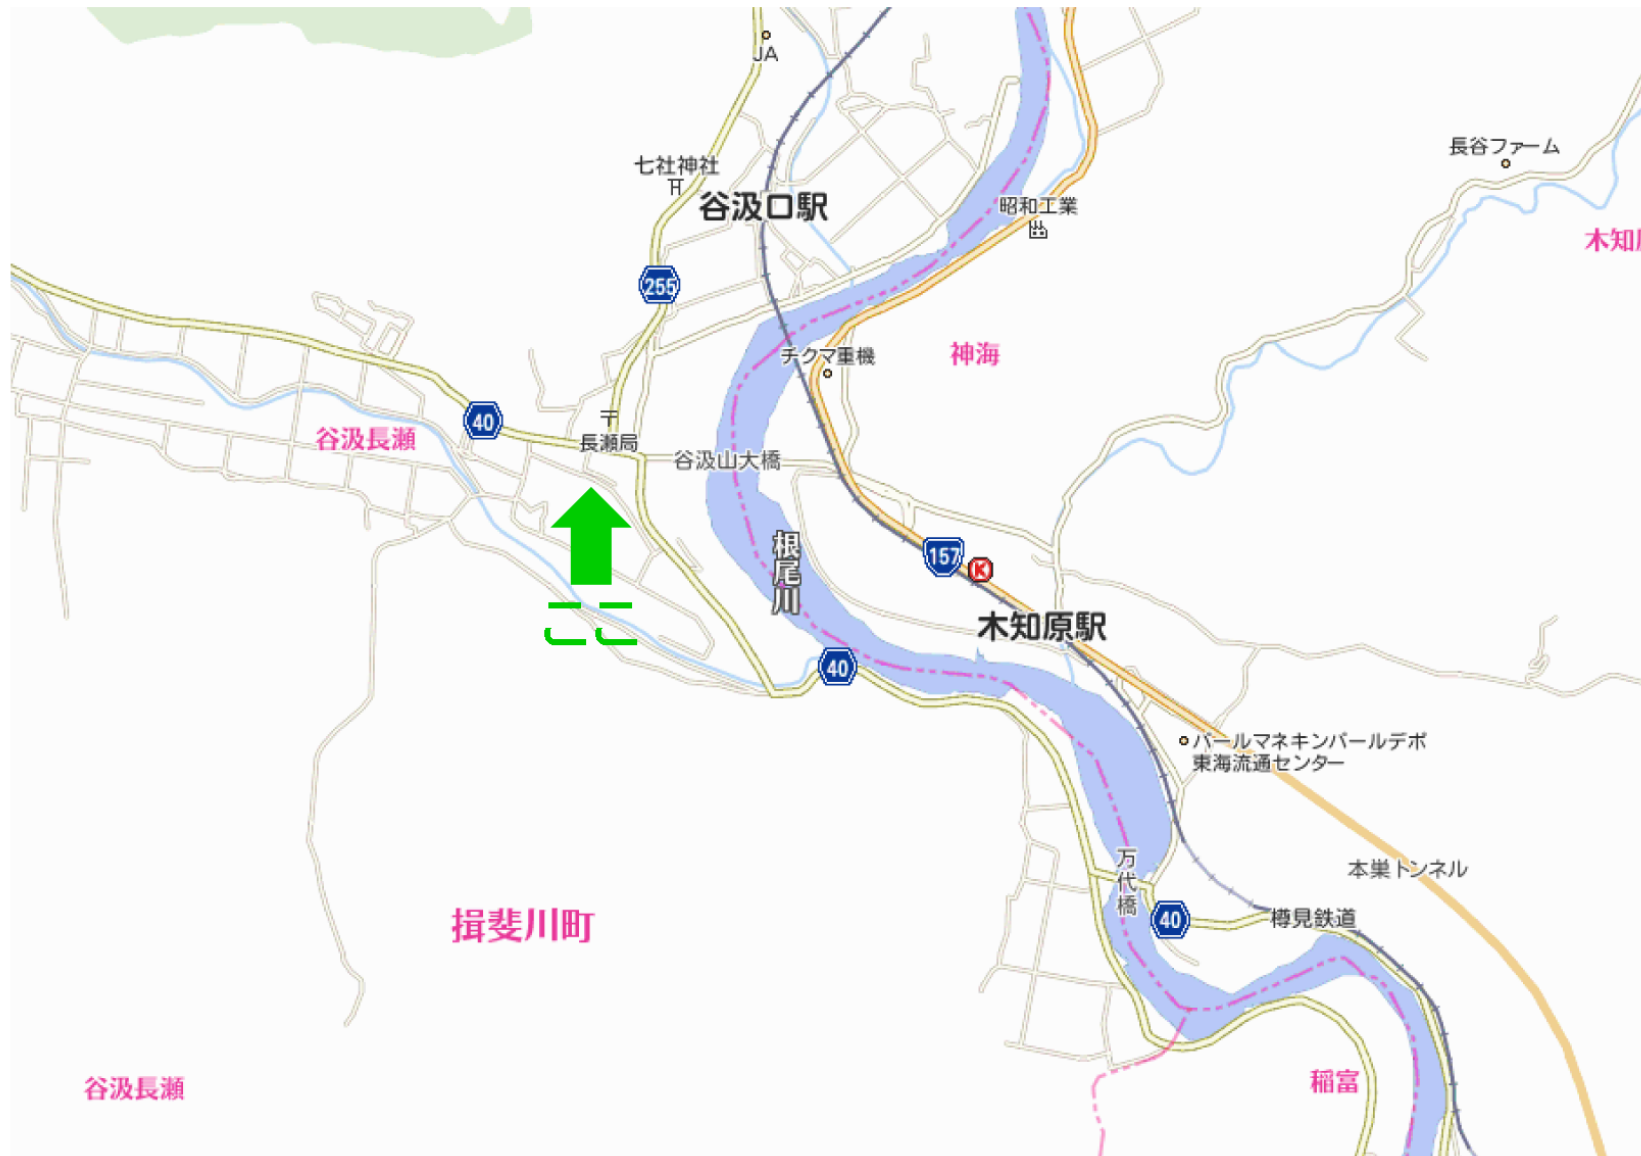 JA
七社神社
谷汲口駅
長谷ファーム
昭和工業
木知
255
チクマ重機
神海
40
谷汲長瀬
長瀬局
谷汲山大橋
根尾川
157
K
ここ
木知原駅
40
パールマネキンパールデポ
東海流通センター
万代橋
本巣トンネル
40
樽見鉄道
揖斐川町
谷汲長瀬
稲富